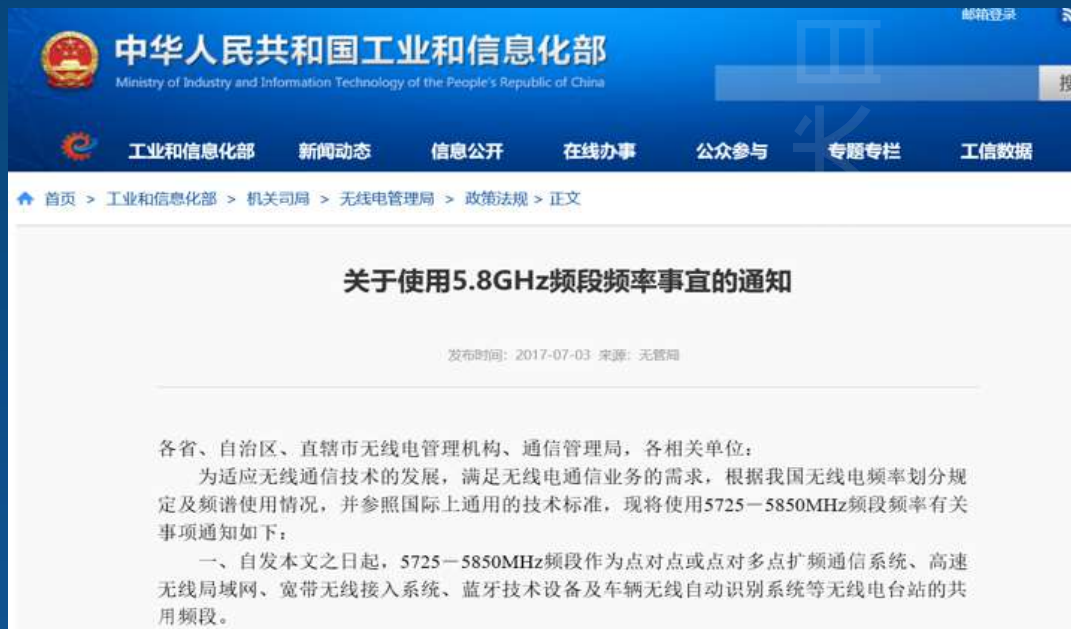 邮箱登录
中华人民共和国工业和信息化部
Ministry of Industry and Information Technology of the People's Republic of China
搜
工业和信息化部 新闻动态 信息公开 在线办事 公众参与 专题专栏 工信数据
首页 > 工业和信息化部 > 机关司局 > 无线电管理局 > 政策法规 > 正文
关于使用5.8GHz频段频率事宜的通知
发布时间：2017-07-03 来源：无管局
各省、自治区、直辖市无线电管理机构、通信管理局，各相关单位：
为适应无线通信技术的发展，满足无线电通信业务的需求，根据我国无线电频率划分规
定及频谱使用情况，并参照国际上通用的技术标准，现将使用5725－5850MHz频段频率有关
事项通知如下：
一、自发本文之日起，5725－5850MHz频段作为点对点或点对多点扩频通信系统、高速
无线局域网、宽带无线接入系统、蓝牙技术设备及车辆无线自动识别系统等无线电台站的共
用频段。